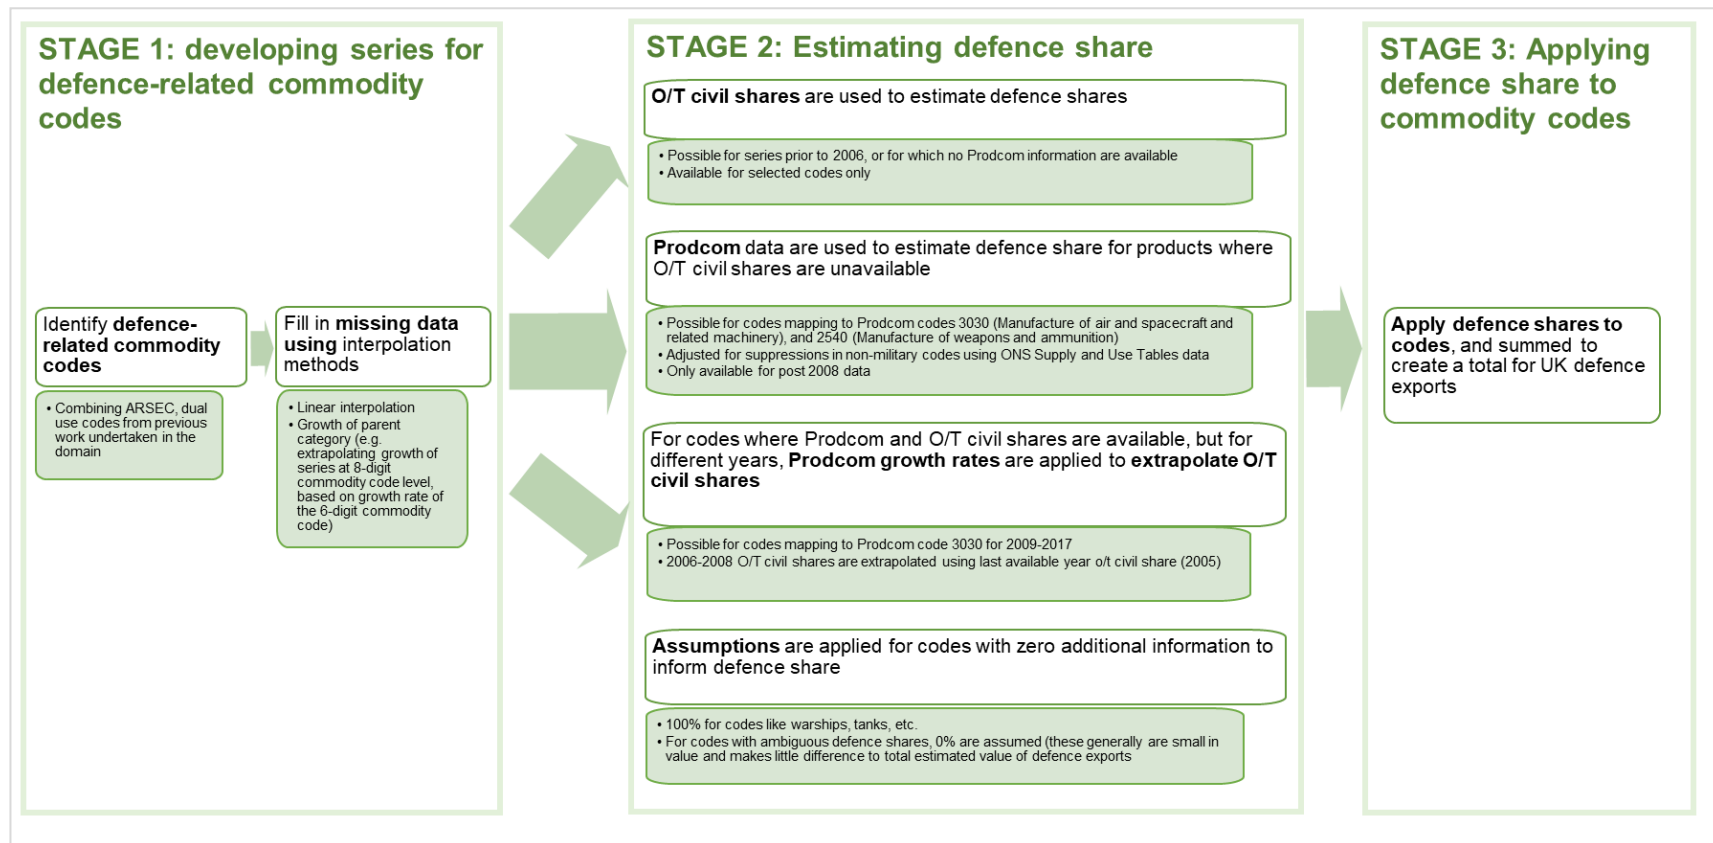 STAGE 1: developing series for
defence-related commodity
codes
Identify defence-
related commodity
codes
• Combining ARSEC, dual
use codes from previous
work undertaken in the
domain
Fill in missing data
using interpolation
methods
• Linear interpolation
• Growth of parent
category (e.g.
extrapolating growth of
series at 8-digit
commodity code level,
based on growth rate of
the 6-digit commodity
code)
STAGE 2: Estimating defence share
O/T civil shares are used to estimate defence shares
• Possible for series prior to 2006, or for which no Prodcom information are available
• Available for selected codes only
Prodcom data are used to estimate defence share for products where
O/T civil shares are unavailable
• Possible for codes mapping to Prodcom codes 3030 (Manufacture of air and spacecraft and
related machinery), and 2540 (Manufacture of weapons and ammunition)
• Adjusted for suppressions in non-military codes using ONS Supply and Use Tables data
• Only available for post 2008 data
For codes where Prodcom and O/T civil shares are available, but for
different years, Prodcom growth rates are applied to extrapolate O/T
civil shares
• Possible for codes mapping to Prodcom code 3030 for 2009-2017
• 2006-2008 O/T civil shares are extrapolated using last available year o/t civil share (2005)
Assumptions are applied for codes with zero additional information to
inform defence share
• 100% for codes like warships, tanks, etc.
• For codes with ambiguous defence shares, 0% are assumed (these generally are small in
value and makes little difference to total estimated value of defence exports
STAGE 3: Applying
defence share to
commodity codes
Apply defence shares to
codes, and summed to
create a total for UK defence
exports